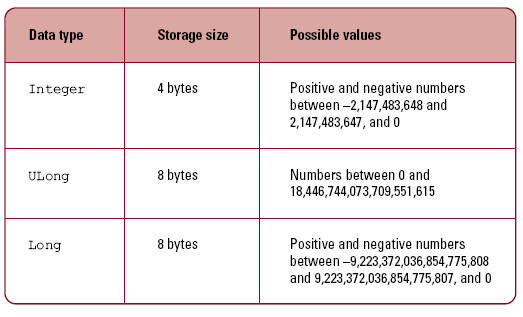 Data type Storage size Possible values
Integer 4 bytes Positive and negative numbers
between –2,147,483,648 and
2,147,483,647, and 0
ULong 8 bytes Numbers between 0 and
18,446,744,073,709,551,615
Long 8 bytes Positive and negative numbers
between –9,223,372,036,854,775,808
and 9,223,372,036,854,775,807, and 0